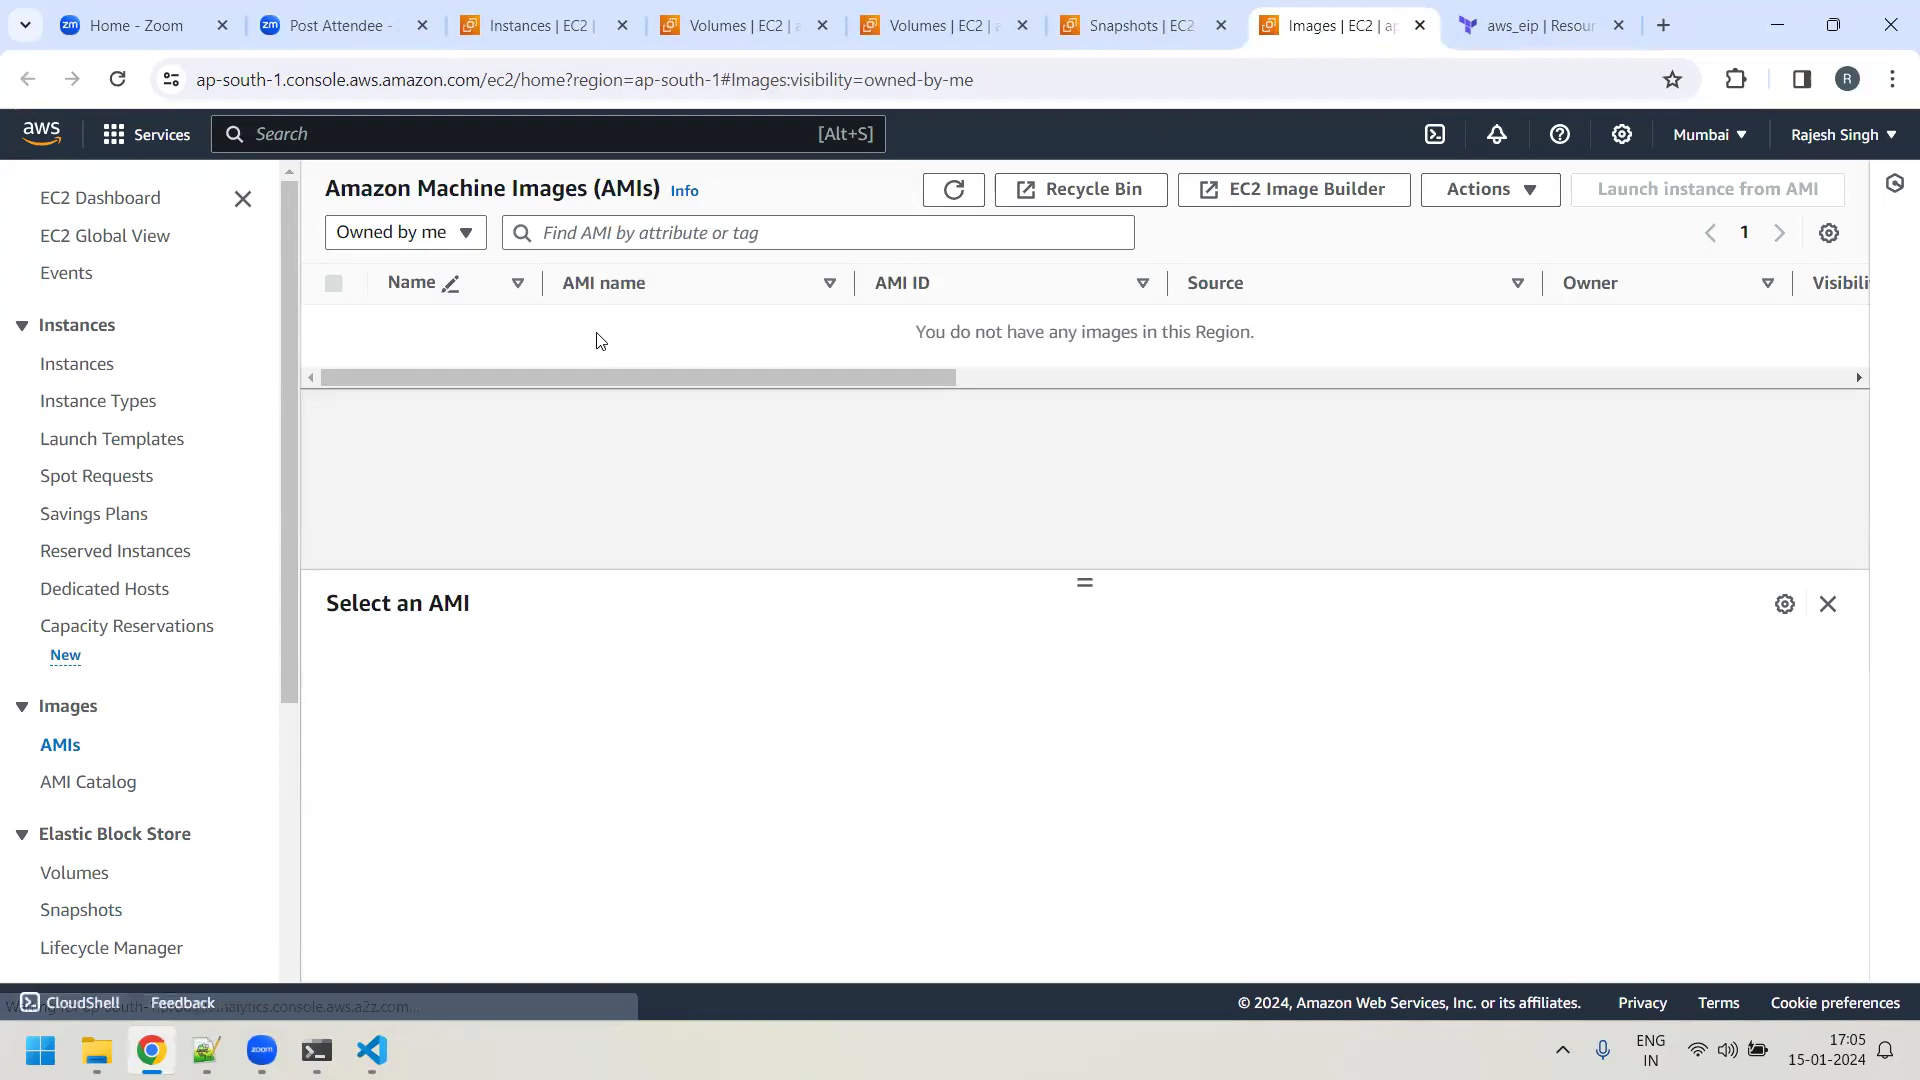 zm Home - Zoom
zm Post Attendee -
Instances | EC2 |
Volumes | EC2 | a
Volumes | EC2 | a
Snapshots | EC2
Images | EC2 | ap
aws_eip | Resour
ap-south-1.console.aws.amazon.com/ec2/home?region=ap-south-1#Images:visibility=owned-by-me
R
aws
Services
Search
[Alt+S]
Mumbai
Rajesh Singh
EC2 Dashboard
EC2 Global View
Events
Instances
Instances
Instance Types
Launch Templates
Spot Requests
Savings Plans
Reserved Instances
Dedicated Hosts
Capacity Reservations
New
Images
AMIs
AMI Catalog
Elastic Block Store
Volumes
Snapshots
Lifecycle Manager
Amazon Machine Images (AMIs) Info
Recycle Bin
EC2 Image Builder
Actions
Launch instance from AMI
Owned by me
Find AMI by attribute or tag
1
Name
AMI name
AMI ID
Source
Owner
Visibili
You do not have any images in this Region.
Select an AMI
CloudShell
Feedback
© 2024, Amazon Web Services, Inc. or its affiliates.
Privacy
Terms
Cookie preferences
zoom
ENG
IN
17:05
15-01-2024